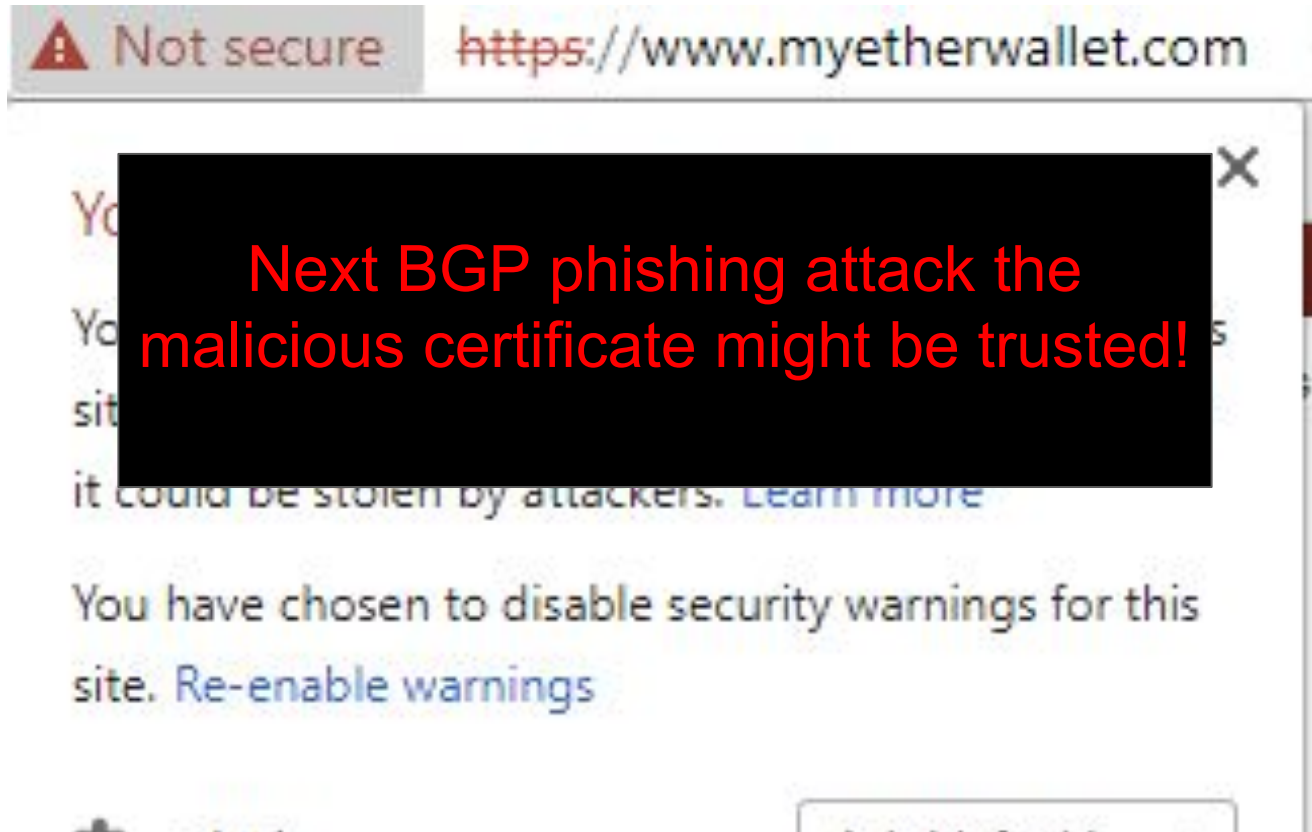 Not secure https://www.myetherwallet.com
Next BGP phishing attack the
malicious certificate might be trusted!
it could be stolen by attackers. Learn more
You have chosen to disable security warnings for this
site. Re-enable warnings